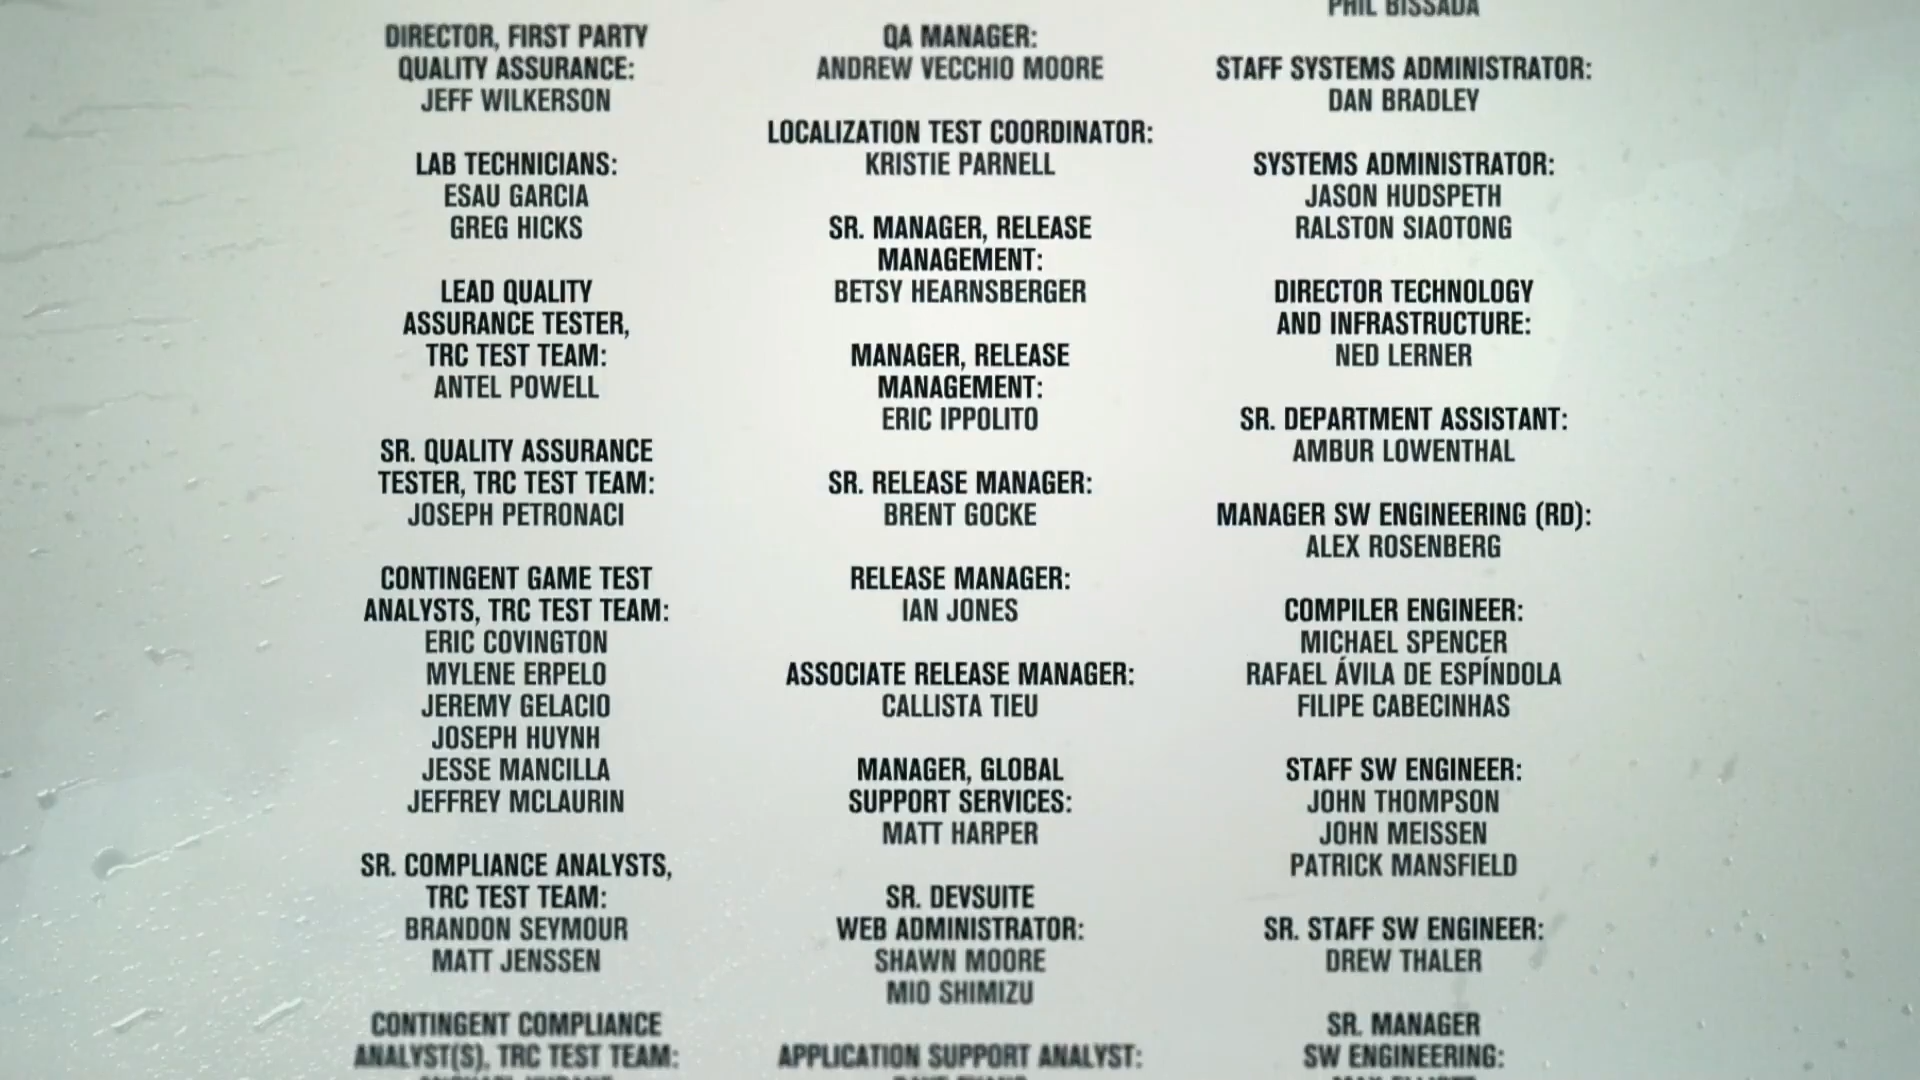 DIRECTOR, FIRST PARTY
QUALITY ASSURANCE:
JEFF WILKERSON
LAB TECHNICIANS:
ESAU GARCIA
GREG HICKS
LEAD QUALITY
ASSURANCE TESTER,
TRC TEST TEAM:
ANTEL POWELL
SR. QUALITY ASSURANCE
TESTER, TRC TEST TEAM:
JOSEPH PETRONACI
CONTINGENT GAME TEST
ANALYSTS, TRC TEST TEAM:
ERIC COVINGTON
MYLENE ERPELO
JEREMY GELACIO
JOSEPH HUYNH
JESSE MANCILLA
JEFFREY MCLAURIN
SR. COMPLIANCE ANALYSTS,
TRC TEST TEAM:
BRANDON SEYMOUR
MATT JENSSEN
CONTINGENT COMPLIANCE
ANALYST(S), TRC TEST TEAM:
QA MANAGER:
ANDREW VECCHIO MOORE
LOCALIZATION TEST COORDINATOR:
KRISTIE PARNELL
SR. MANAGER, RELEASE
MANAGEMENT:
BETSY HEARNSBERGER
MANAGER, RELEASE
MANAGEMENT:
ERIC IPPOLITO
SR. RELEASE MANAGER:
BRENT GOCKE
RELEASE MANAGER:
IAN JONES
ASSOCIATE RELEASE MANAGER:
CALLISTA TIEU
MANAGER, GLOBAL
SUPPORT SERVICES:
MATT HARPER
SR. DEVSUITE
WEB ADMINISTRATOR:
SHAWN MOORE
MIO SHIMIZU
APPLICATION SUPPORT ANALYST:
PHIL BISSADA
STAFF SYSTEMS ADMINISTRATOR:
DAN BRADLEY
SYSTEMS ADMINISTRATOR:
JASON HUDSPETH
RALSTON SIAOTONG
DIRECTOR TECHNOLOGY
AND INFRASTRUCTURE:
NED LERNER
SR. DEPARTMENT ASSISTANT:
AMBUR LOWENTHAL
MANAGER SW ENGINEERING (RD):
ALEX ROSENBERG
COMPILER ENGINEER:
MICHAEL SPENCER
RAFAEL ÁVILA DE ESPÍNDOLA
FILIPE CABECINHAS
STAFF SW ENGINEER:
JOHN THOMPSON
JOHN MEISSEN
PATRICK MANSFIELD
SR. STAFF SW ENGINEER:
DREW THALER
SR. MANAGER
SW ENGINEERING: